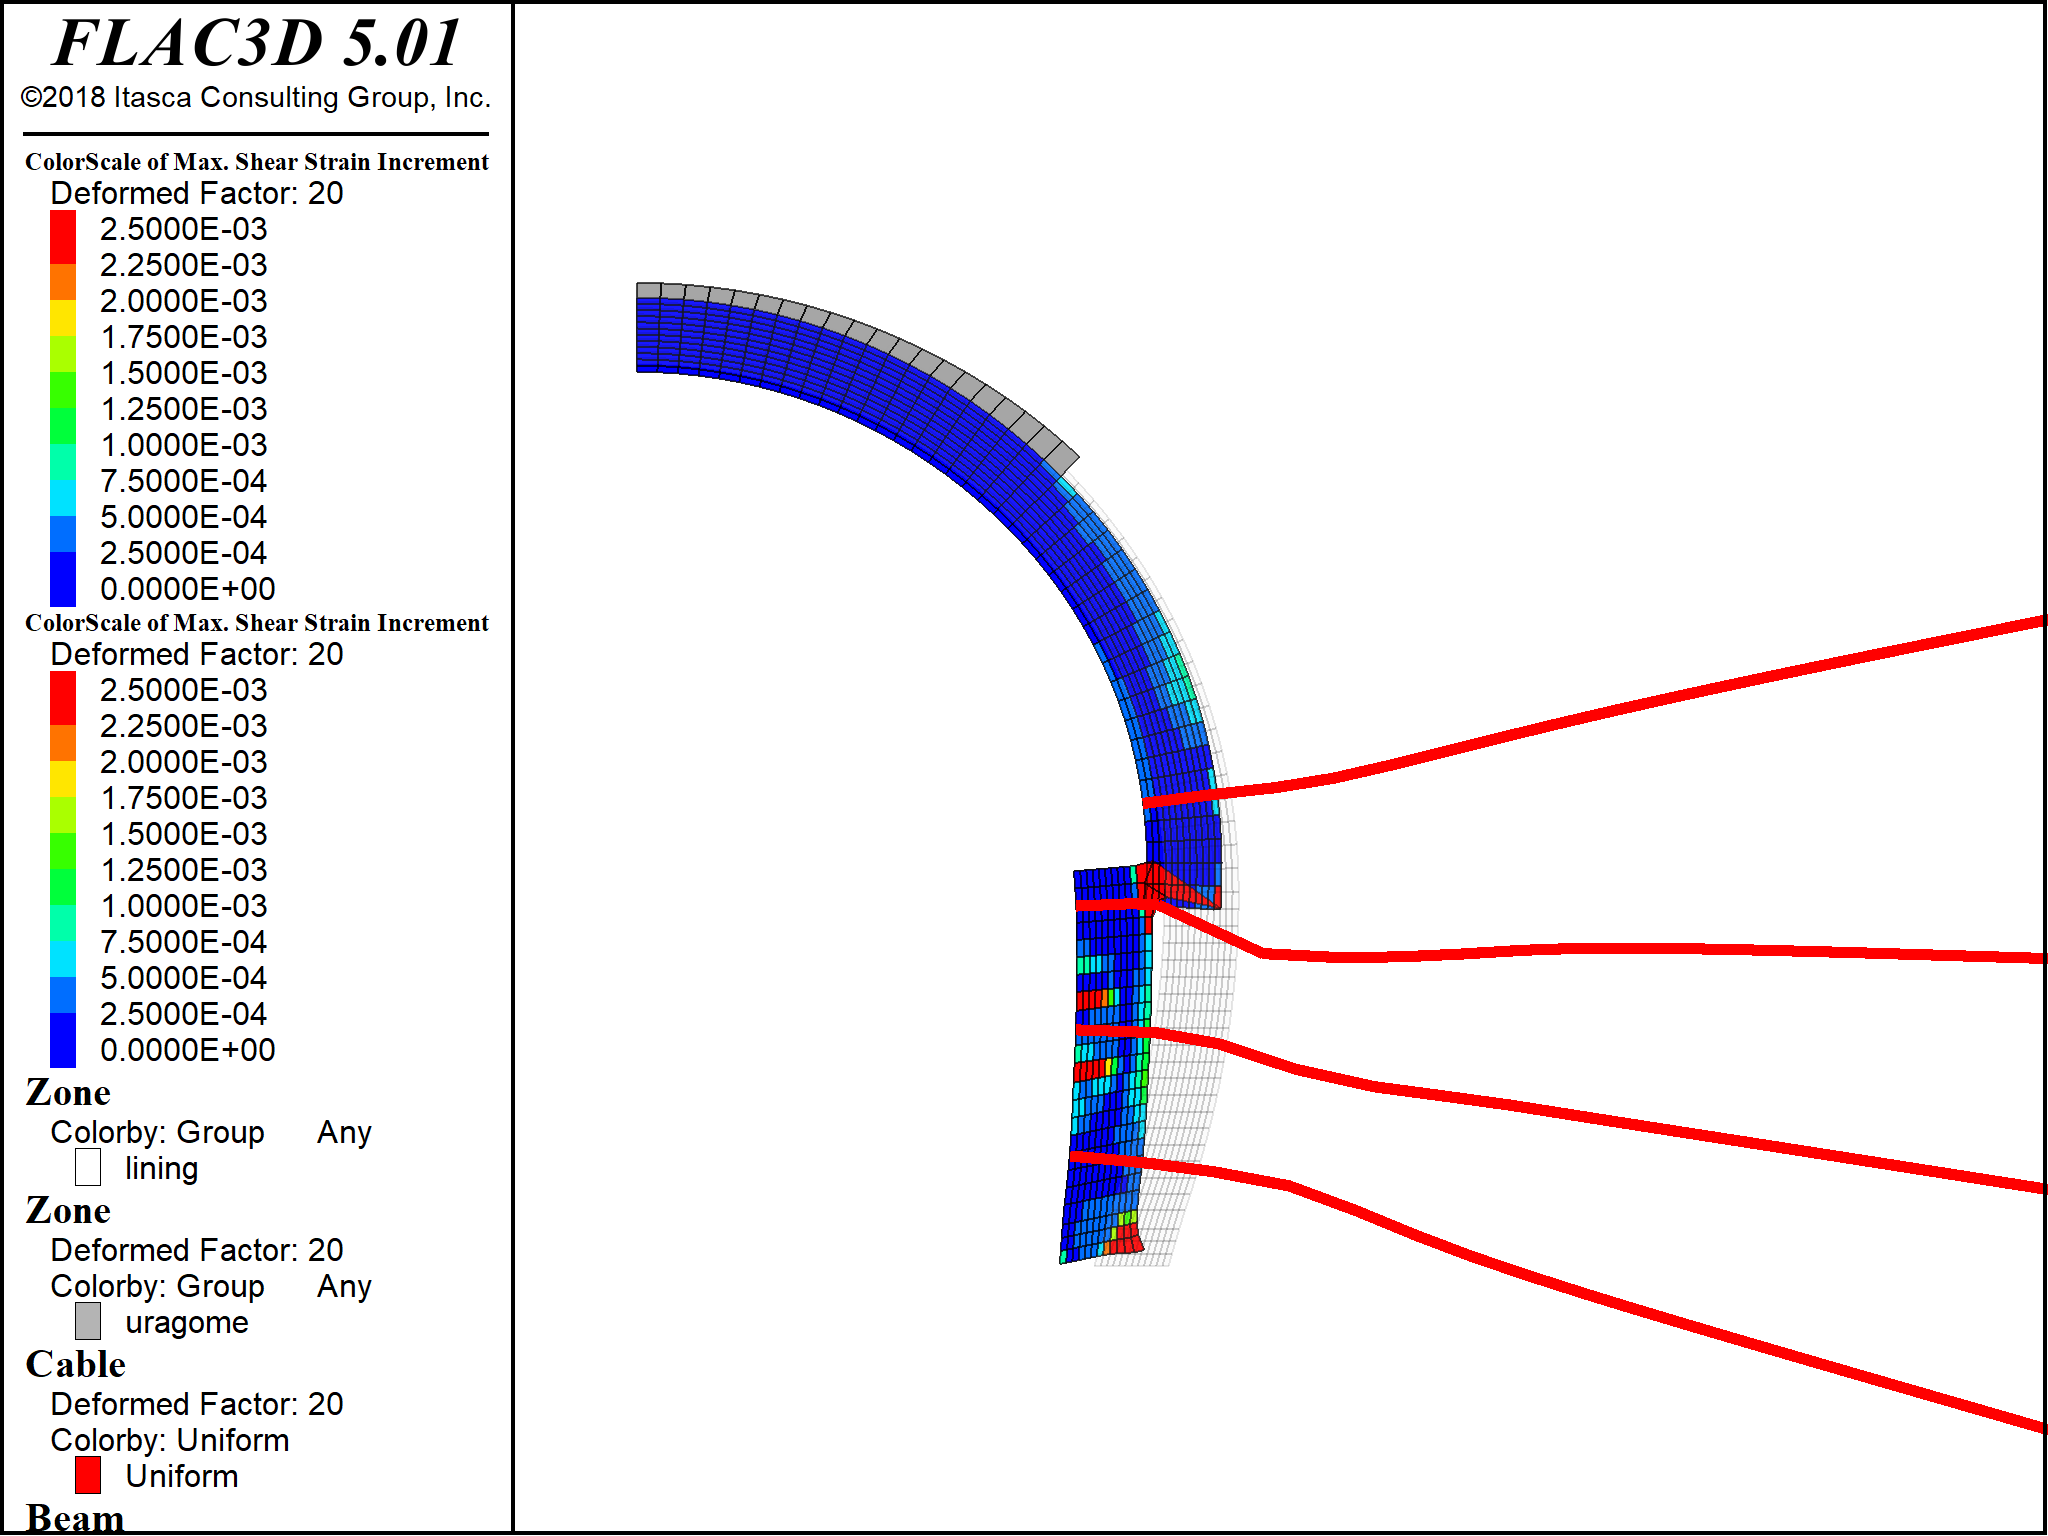 FLAC3D 5.01
©2018 Itasca Consulting Group, Inc.
ColorScale of Max. Shear Strain Increment
Deformed Factor: 20
2.5000E-03
2.2500E-03
2.0000E-03
1.7500E-03
1.5000E-03
1.2500E-03
1.0000E-03
7.5000E-04
5.0000E-04
2.5000E-04
0.0000E+00
ColorScale of Max. Shear Strain Increment
Deformed Factor: 20
2.5000E-03
2.2500E-03
2.0000E-03
1.7500E-03
1.5000E-03
1.2500E-03
1.0000E-03
7.5000E-04
5.0000E-04
2.5000E-04
0.0000E+00
Zone
Colorby: Group Any
lining
Zone
Deformed Factor: 20
Colorby: Group Any
uragome
Cable
Deformed Factor: 20
Colorby: Uniform
Uniform
Beam